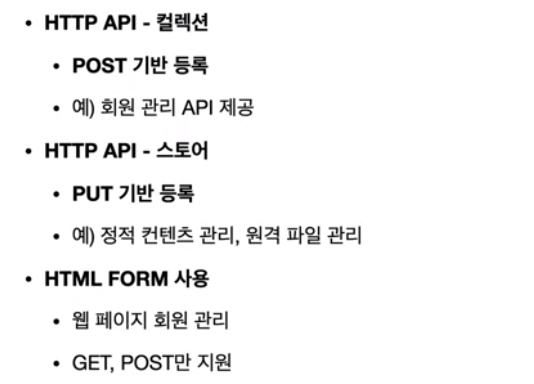 • HTTP API - 컬렉션
• POST 기반 등록
• 예) 회원 관리 API 제공
• HTTP API - 스토어
• PUT 기반 등록
• 예) 정적 컨텐츠 관리, 원격 파일 관리
• HTML FORM 사용
• 웹 페이지 회원 관리
• GET, POST만 지원